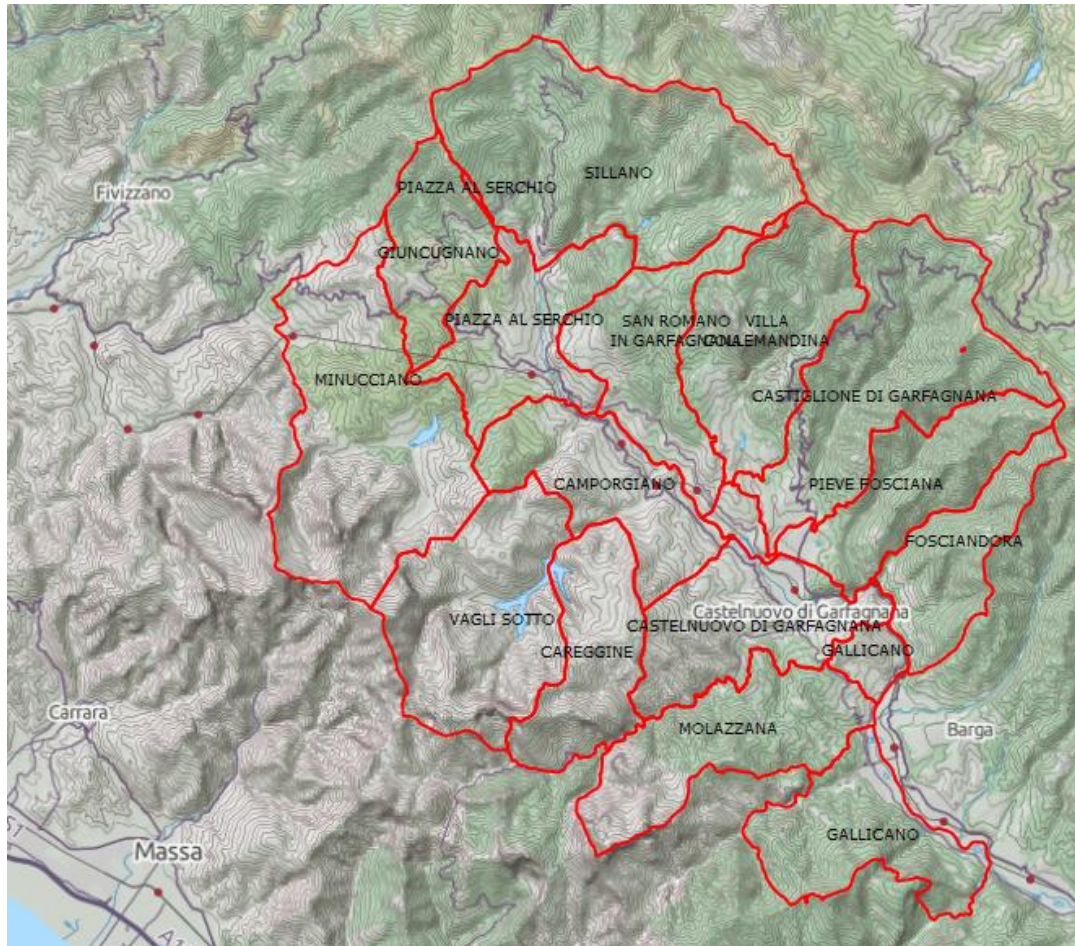 SILLANO
PIAZZA AL SERCHIO
Fivizzano
GIUNCUGNANO
PIAZZA AL SERCHIO
SAN ROMANO
IN GARFAGNANA
VILLA
COLLEMANDINA
MINUCCIANO
CASTIGLIONE DI GARFAGNANA
CAMPORGIANO
PIEVE FOSCIANA
FOSCIANDORA
VAGLI SOTTO
Castelnuovo di Garfagnana
CASTELNUOVO DI GARFAGNANA
CAREGGINE
GALLICANO
Carrara
MOLAZZANA
Barga
GALLICANO
Massa